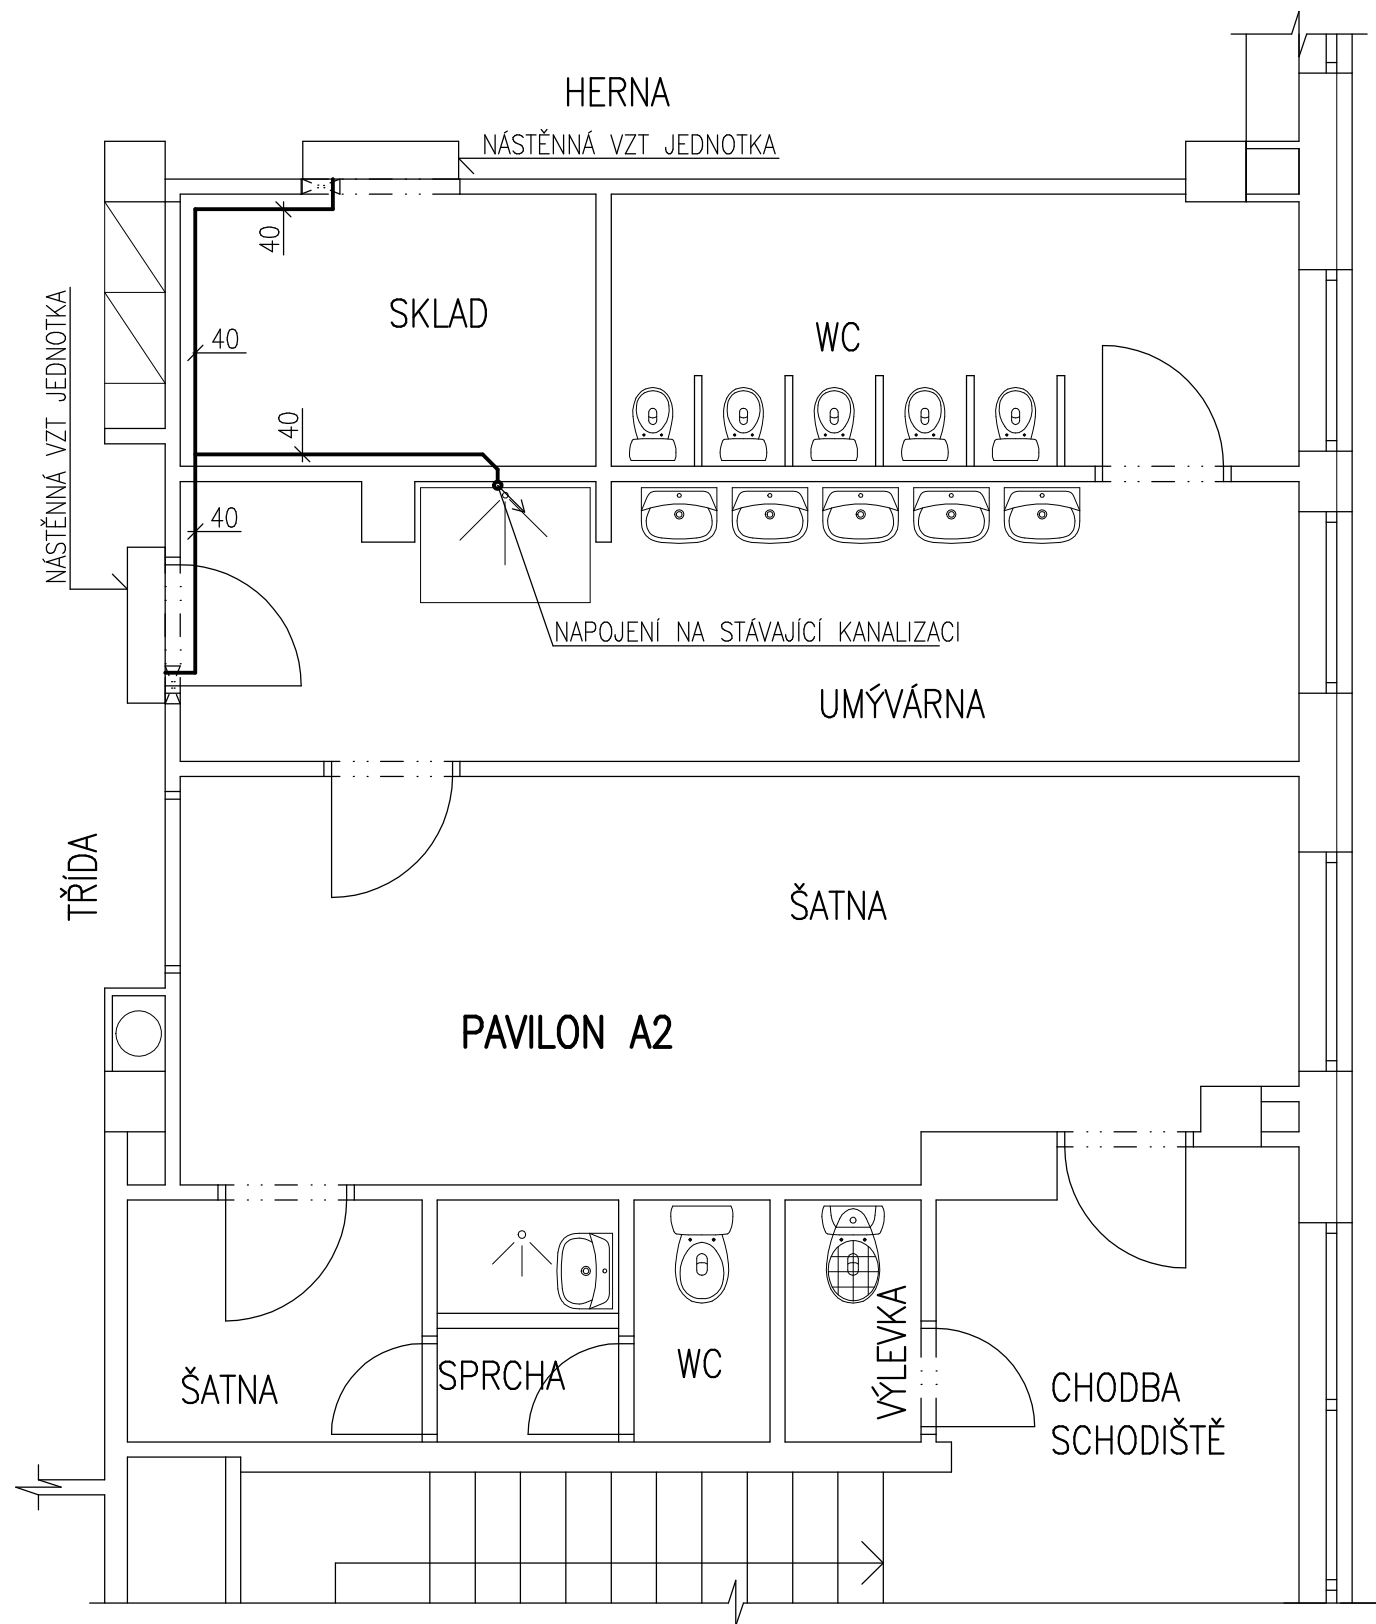 HERNA
NÁSTĚNNÁ VZT JEDNOTKA
40
SKLAD
NÁSTĚNNÁ VZT JEDNOTKA
40
WC
40
40
NAPOJENÍ NA STÁVAJÍCÍ KANALIZACI
UMÝVÁRNA
TŘÍDA
ŠATNA
PAVILON A2
ŠATNA
SPRCHA
WC
VÝLEVKA
CHODBA
SCHODIŠTĚ